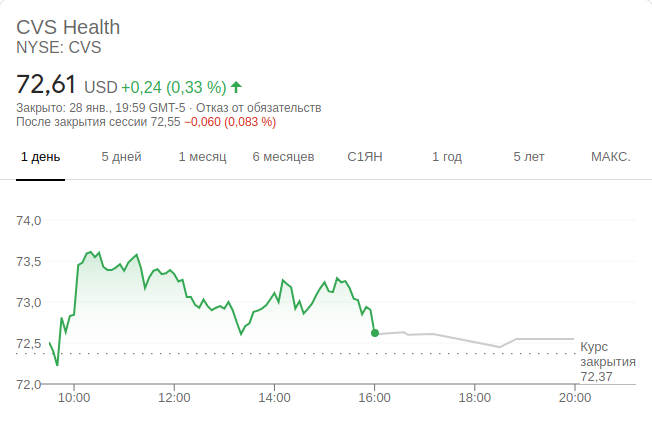 CVS Health
NYSE: CVS
72,61 USD +0,24 (0,33 %)
Закрыто: 28 янв., 19:59 GMT-5 · Отказ от обязательств
После закрытия сессии 72,55 −0,060 (0,083 %)
1 день 5 дней 1 месяц 6 месяцев С1ЯН 1 год 5 лет МАКС.
74,0
73,5
73,0
72,5
72,0
Курс
закрытия
72,37
10:00 12:00 14:00 16:00 18:00 20:00